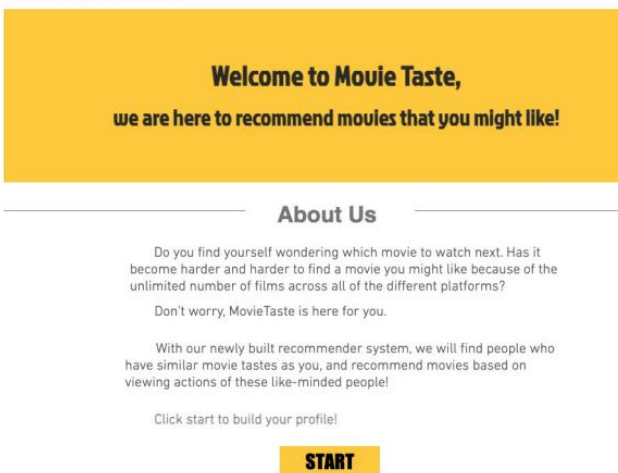 Welcome to Movie Taste,
we are here to recommend movies that you might like!
About Us
Do you find yourself wondering which movie to watch next. Has it
become harder and harder to find a movie you might like because of the
unlimited number of films across all of the different platforms?
Don't worry, MovieTaste is here for you.
With our newly built recommender system, we will find people who
have similar movie tastes as you, and recommend movies based on
viewing actions of these like-minded people!
Click start to build your profile!
START